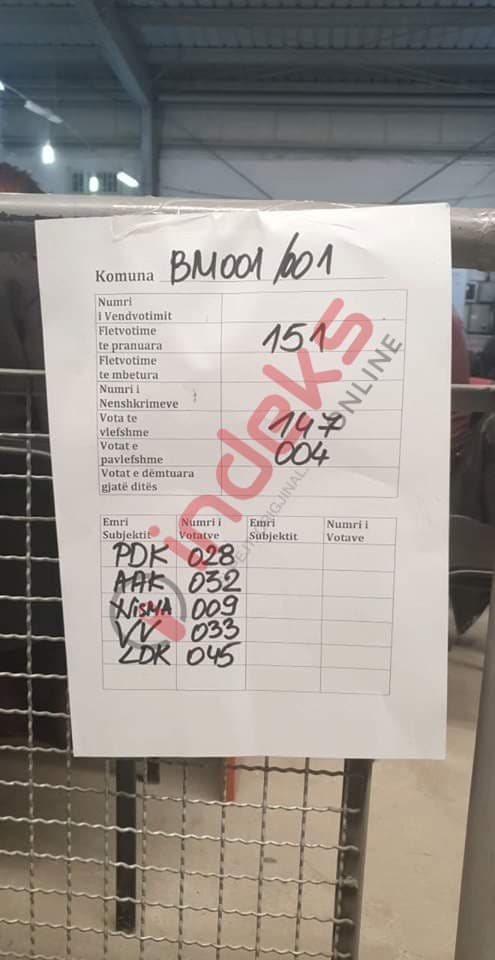 Komuna BM001/001
Numri
i Vendvotimit
Fletvotime
te pranuara 151
Fletvotime
te mbetura
Numri i
Nenshkrimeve
Vota te
vlefshme 147
Votat e
pavlefshme 004
Votat e dëmtuara
gjatë ditës
Emri
Subjektit
Numri i
Votatve
Emri
Subjektit
Numri i
Votave
PDK 028
AAK 032
NISMA 009
VV 033
LDK 045
indeks
ONLINE